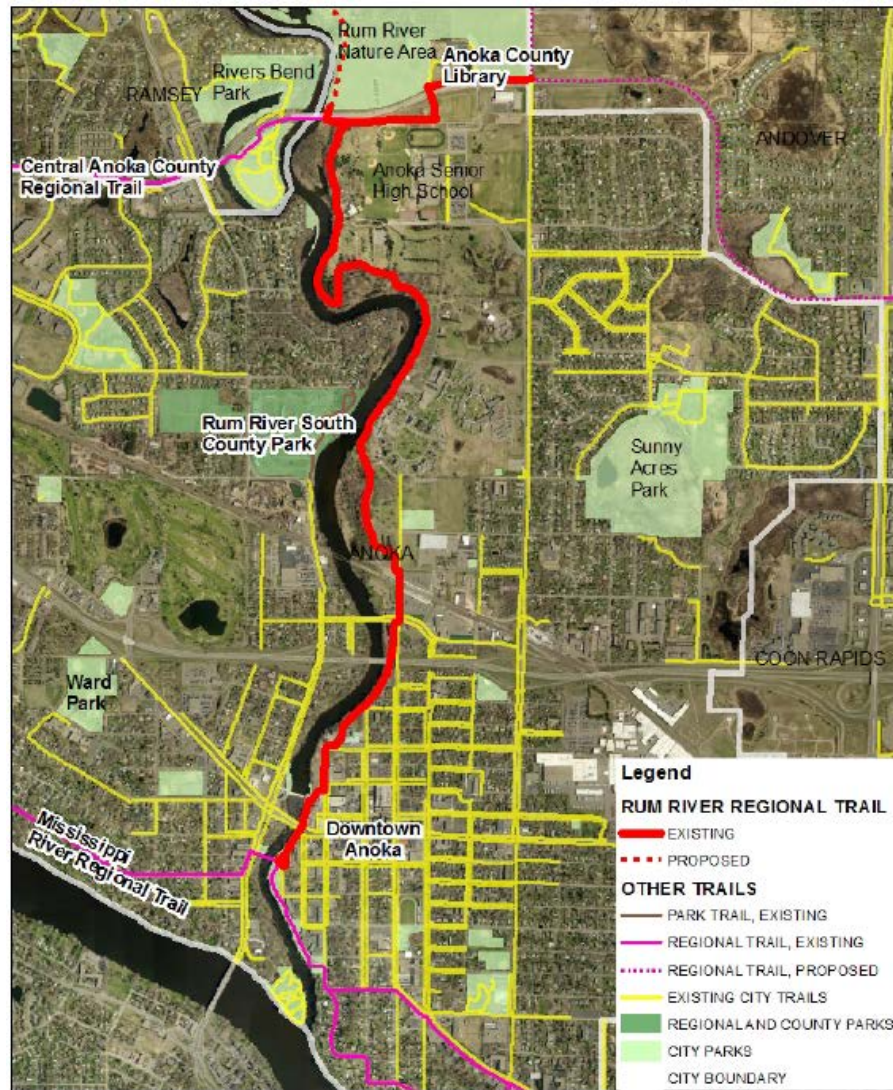 Rum River
Nature Area
Anoka County
Library
Rivers Bend
Park
RAMSEY
ANDOVER
Central Anoka County
Regional Trail
Anoka Senior
High School
Rum River South
County Park
Sunny
Acres
Park
ANOKA
COON RAPIDS
Ward
Park
Mississippi
River Regional Trail
Downtown
Anoka
Legend
RUM RIVER REGIONAL TRAIL
EXISTING
PROPOSED
OTHER TRAILS
PARK TRAIL, EXISTING
REGIONAL TRAIL, EXISTING
REGIONAL TRAIL, PROPOSED
EXISTING CITY TRAILS
REGIONAL AND COUNTY PARKS
CITY PARKS
CITY BOUNDARY